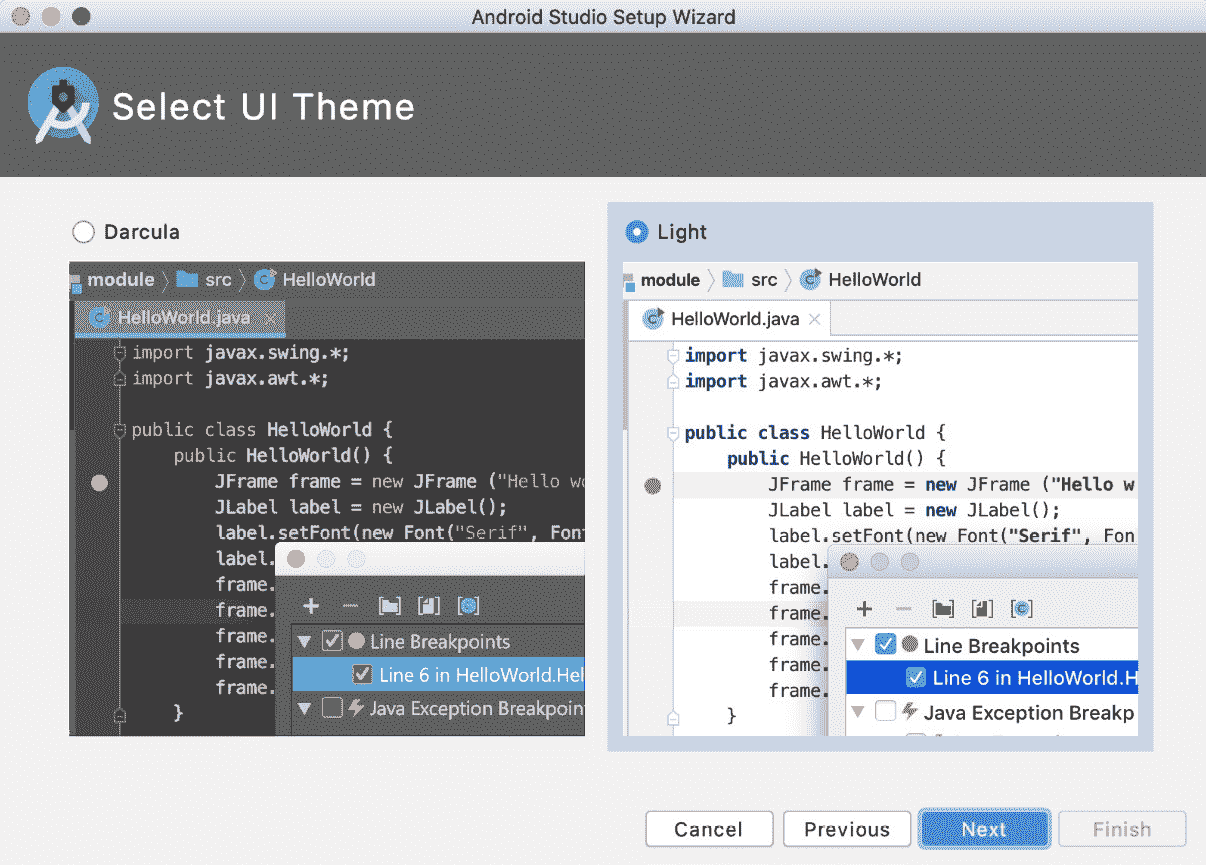 Android Studio Setup Wizard
Select UI Theme
Darcula
module src HelloWorld
HelloWorld.java
import javax.swing.*;
import javax.awt.*;
public class HelloWorld {
public HelloWorld() {
JFrame frame = new JFrame ("Hello wo
JLabel label = new JLabel();
label.setFont(new Font("Serif", Font
label.
frame.
frame.
frame.
frame.
frame.
}
Line Breakpoints
Line 6 in HelloWorld.Hel
Java Exception Breakpoin
Light
module src HelloWorld
HelloWorld.java
import javax.swing.*;
import javax.awt.*;
public class HelloWorld {
public HelloWorld() {
JFrame frame = new JFrame ("Hello w
JLabel label = new JLabel();
label.setFont(new Font("Serif", Fon
label.
frame.
frame.
frame.
frame.
frame.
}
Line Breakpoints
Line 6 in HelloWorld.H
Java Exception Breakp
Cancel
Previous
Next
Finish